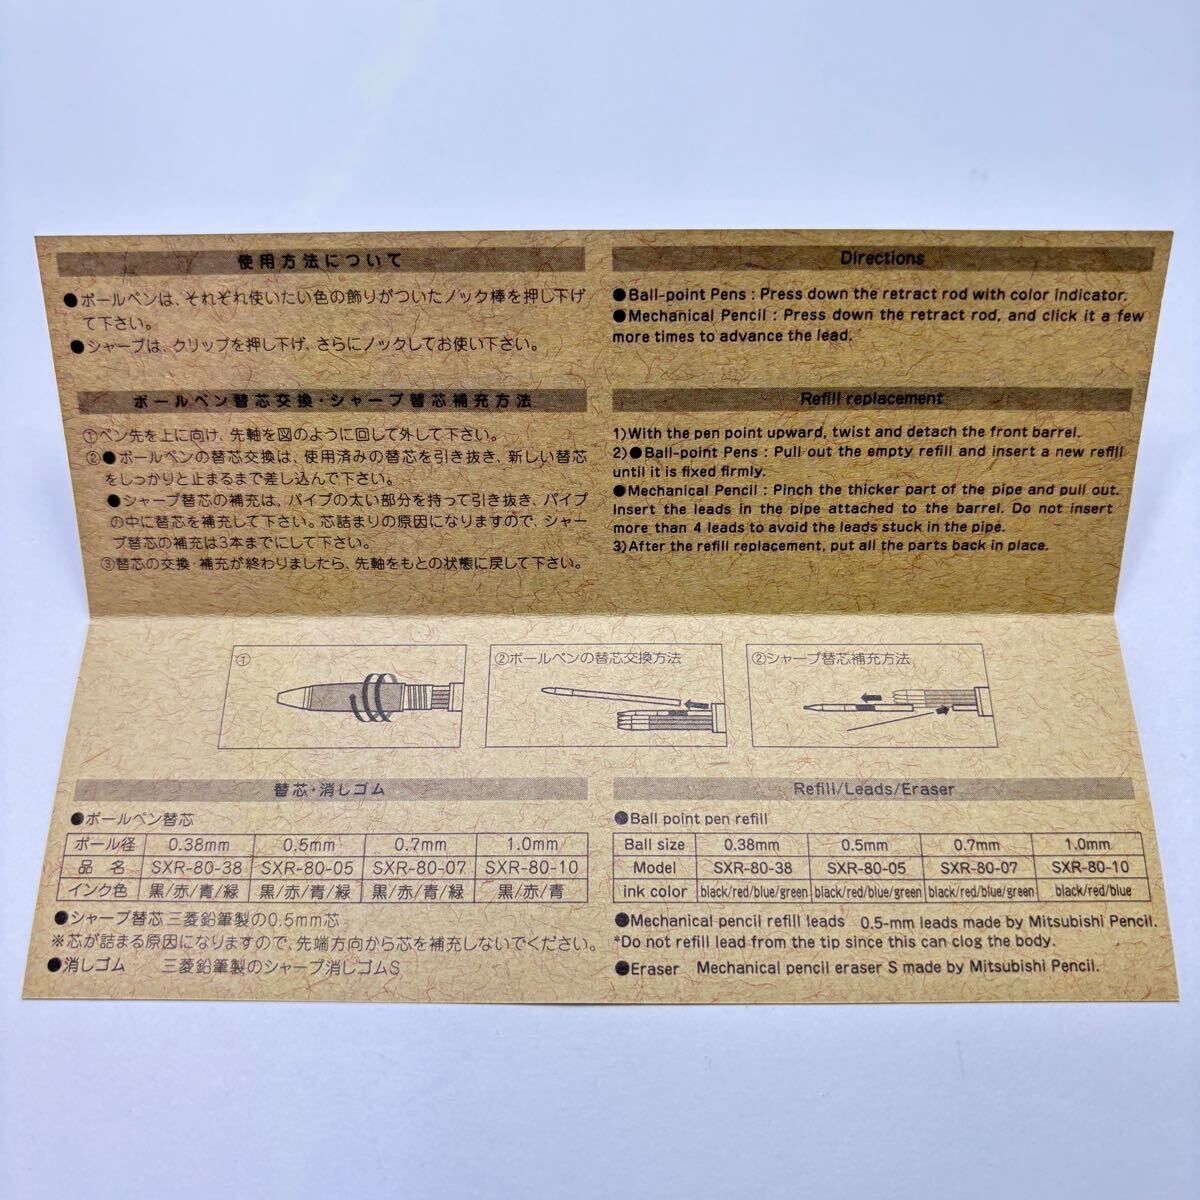 使用方法について
●ボールペンは、それぞれ使いたい色の飾りがついたノック棒を押し下げ
て下さい。
●シャープは、クリップを押し下げ、さらにノックしてお使い下さい。
ボールペン替芯交換・シャープ替芯補充方法
①ペン先を上に向け、先軸を図のように回して外して下さい。
②●ボールペンの替芯交換は、使用済みの替芯を引き抜き、新しい替芯
をしっかりと止まるまで差し込んで下さい。
●シャープ替芯の補充は、パイプの太い部分を持って引き抜き、パイプ
の中に替芯を補充して下さい。芯詰まりの原因になりますので、シャー
プ替芯の補充は3本までにして下さい。
③替芯の交換・補充が終わりましたら、先軸をもとの状態に戻して下さい。
Directions
●Ball-point Pens : Press down the retract rod with color indicator.
●Mechanical Pencil : Press down the retract rod, and click it a few
more times to advance the lead.
Refill replacement
1)With the pen point upward, twist and detach the front barrel.
2)●Ball-point Pens : Pull out the empty refill and insert a new refill
until it is fixed firmly.
●Mechanical Pencil : Pinch the thicker part of the pipe and pull out.
Insert the leads in the pipe attached to the barrel. Do not insert
more than 4 leads to avoid the leads stuck in the pipe.
3)After the refill replacement, put all the parts back in place.
①
②ボールペンの替芯交換方法
②シャープ替芯補充方法
替芯・消しゴム
●ボールペン替芯
ボール径 0.38mm 0.5mm 0.7mm 1.0mm
品名 SXR-80-38 SXR-80-05 SXR-80-07 SXR-80-10
インク色 黒/赤/青/緑 黒/赤/青/緑 黒/赤/青/緑 黒/赤/青
●シャープ替芯 三菱鉛筆製の0.5mm芯
※芯が詰まる原因になりますので、先端方向から芯を補充しないでください。
●消しゴム 三菱鉛筆製のシャープ消しゴムS
Refill/Leads/Eraser
●Ball point pen refill
Ball size 0.38mm 0.5mm 0.7mm 1.0mm
Model SXR-80-38 SXR-80-05 SXR-80-07 SXR-80-10
ink color black/red/blue/green black/red/blue/green black/red/blue/green black/red/blue
●Mechanical pencil refill leads 0.5-mm leads made by Mitsubishi Pencil.
*Do not refill lead from the tip since this can clog the body.
●Eraser Mechanical pencil eraser S made by Mitsubishi Pencil.